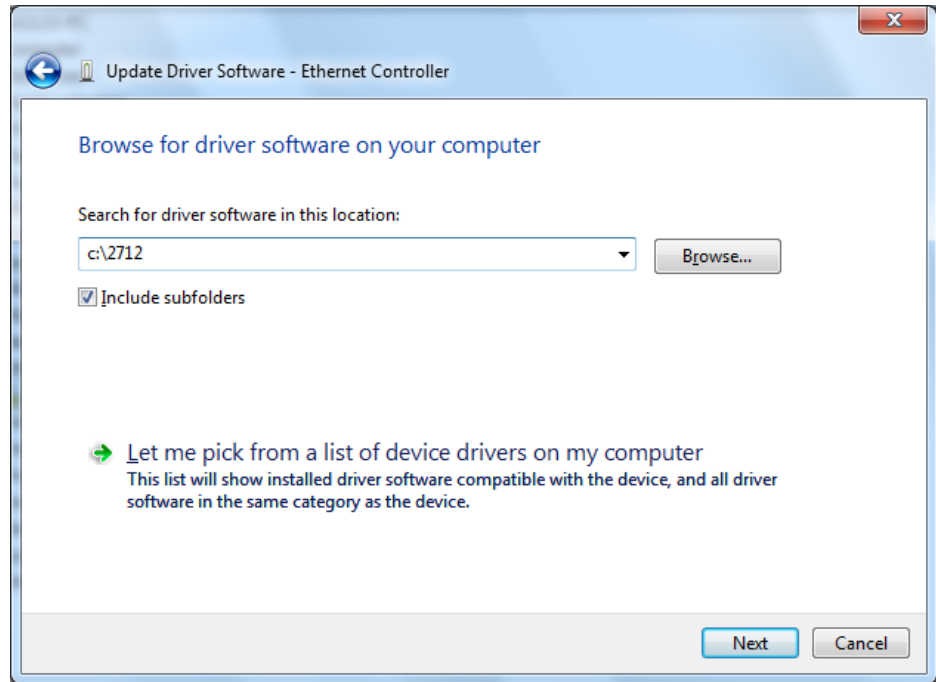 Update Driver Software - Ethernet Controller
Browse for driver software on your computer
Search for driver software in this location:
c:\2712
Browse...
Include subfolders
Let me pick from a list of device drivers on my computer
This list will show installed driver software compatible with the device, and all driver
software in the same category as the device.
Next
Cancel